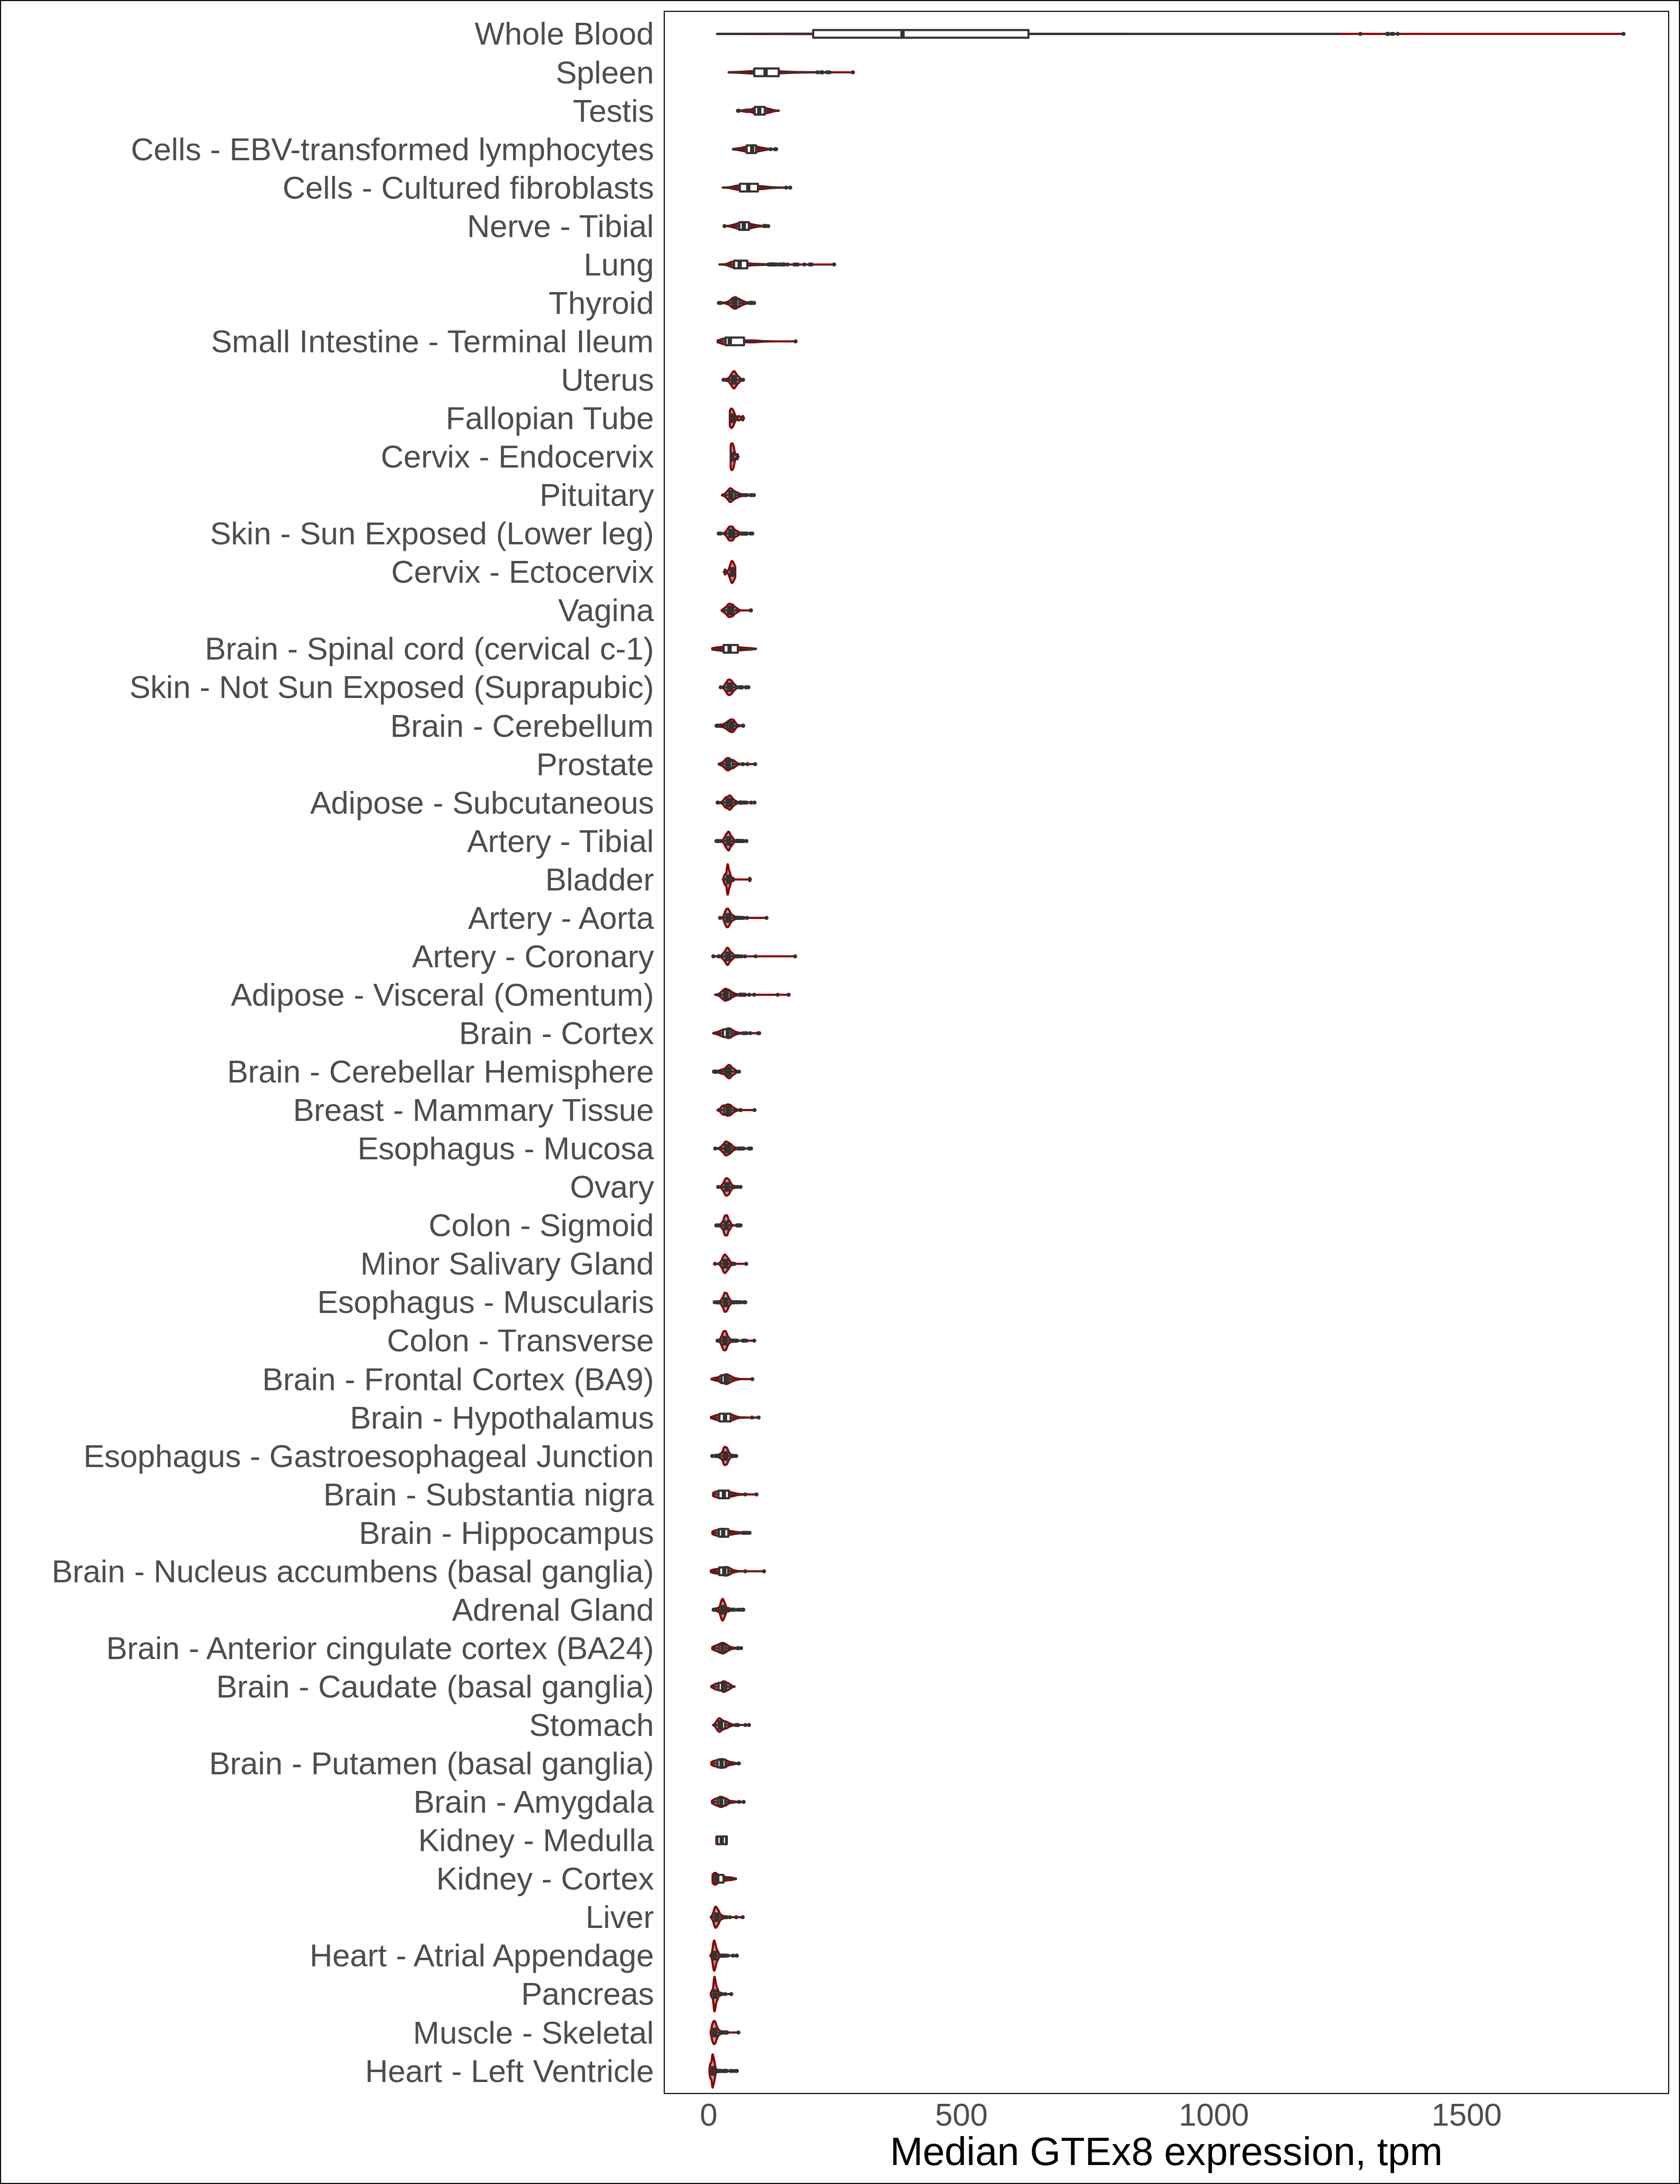 Whole Blood
Spleen
Testis
Cells - EBV-transformed lymphocytes
Cells - Cultured fibroblasts
Nerve - Tibial
Lung
Thyroid
Small Intestine - Terminal Ileum
Uterus
Fallopian Tube
Cervix - Endocervix
Pituitary
Skin - Sun Exposed (Lower leg)
Cervix - Ectocervix
Vagina
Brain - Spinal cord (cervical c-1)
Skin - Not Sun Exposed (Suprapubic)
Brain - Cerebellum
Prostate
Adipose - Subcutaneous
Artery - Tibial
Bladder
Artery - Aorta
Artery - Coronary
Adipose - Visceral (Omentum)
Brain - Cortex
Brain - Cerebellar Hemisphere
Breast - Mammary Tissue
Esophagus - Mucosa
Ovary
Colon - Sigmoid
Minor Salivary Gland
Esophagus - Muscularis
Colon - Transverse
Brain - Frontal Cortex (BA9)
Brain - Hypothalamus
Esophagus - Gastroesophageal Junction
Brain - Substantia nigra
Brain - Hippocampus
Brain - Nucleus accumbens (basal ganglia)
Adrenal Gland
Brain - Anterior cingulate cortex (BA24)
Brain - Caudate (basal ganglia)
Stomach
Brain - Putamen (basal ganglia)
Brain - Amygdala
Kidney - Medulla
Kidney - Cortex
Liver
Heart - Atrial Appendage
Pancreas
Muscle - Skeletal
Heart - Left Ventricle
0 500 1000 1500
Median GTEx8 expression, tpm